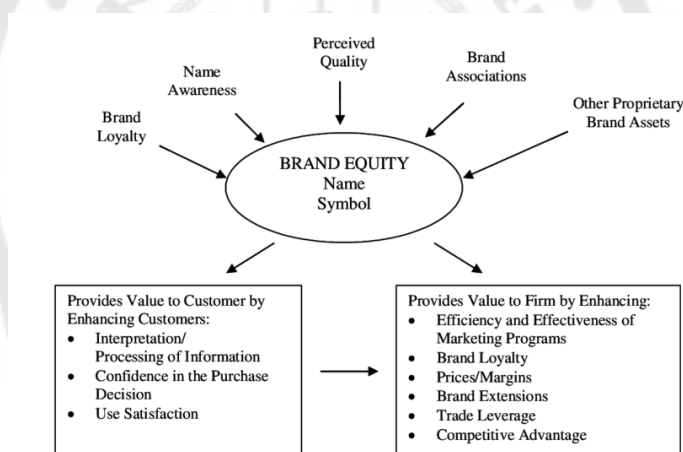 Perceived
Quality
Brand
Associations
Name
Awareness
Other Proprietary
Brand Assets
Brand
Loyalty
BRAND EQUITY
Name
Symbol
Provides Value to Customer by
Enhancing Customers:
• Interpretation/
Processing of Information
• Confidence in the Purchase
Decision
• Use Satisfaction
Provides Value to Firm by Enhancing:
• Efficiency and Effectiveness of
Marketing Programs
• Brand Loyalty
• Prices/Margins
• Brand Extensions
• Trade Leverage
• Competitive Advantage